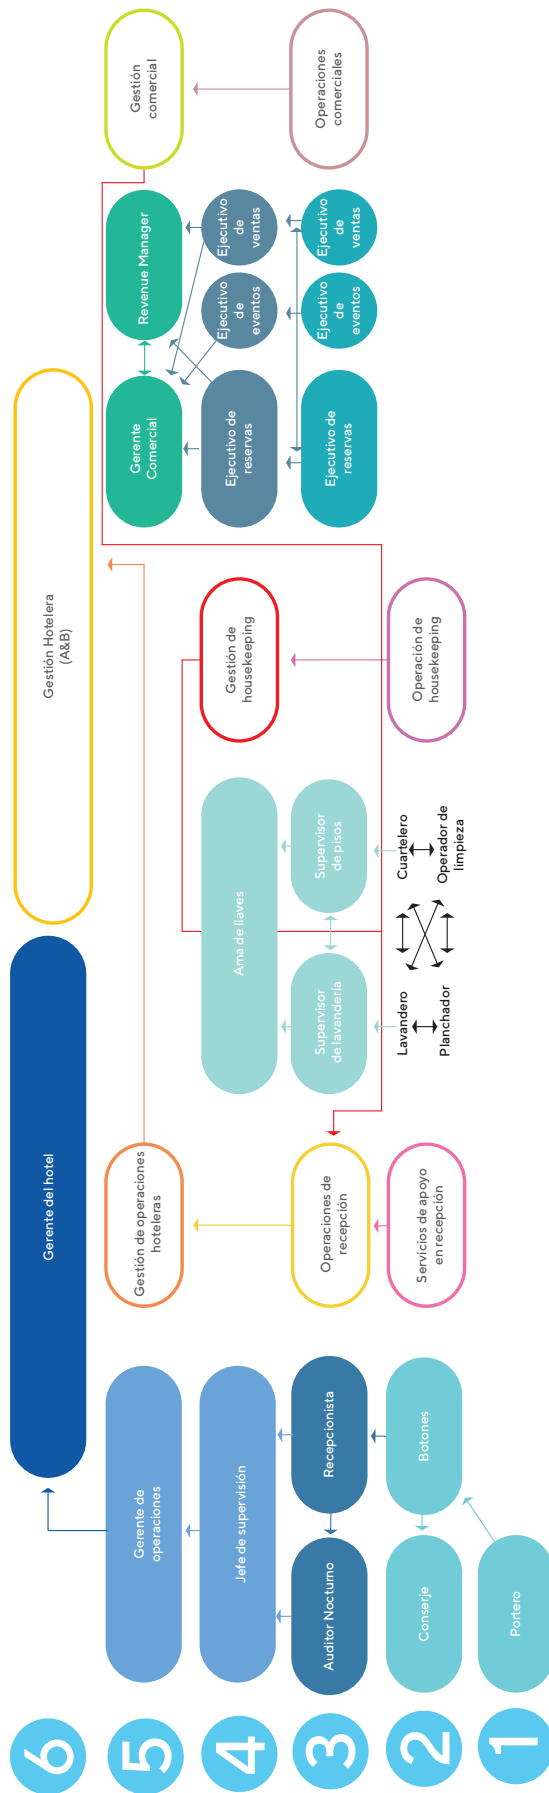 6
Gerente del hotel
Gestión Hotelera
(A&B)
5
Gerente de
operaciones
Gestión de operaciones
hoteleras
Gerente
Comercial
Revenue Manager
Gestión
comercial
4
Jefe de supervisión
Ama de llaves
Gestión de
housekeeping
Ejecutivo de
reservas
Ejecutivo
de
eventos
Ejecutivo
de
ventas
3
Auditor Nocturno
Recepcionista
Operaciones de
recepción
Supervisor
de lavandería
Supervisor
de pisos
Ejecutivo de
reservas
Ejecutivo
de
eventos
Ejecutivo
de
ventas
Operaciones
comerciales
2
Conserje
Botones
Servicios de apoyo
en recepción
Lavandero
Planchador
Cuartelero
Operador de
limpieza
Operación de
housekeeping
1
Portero